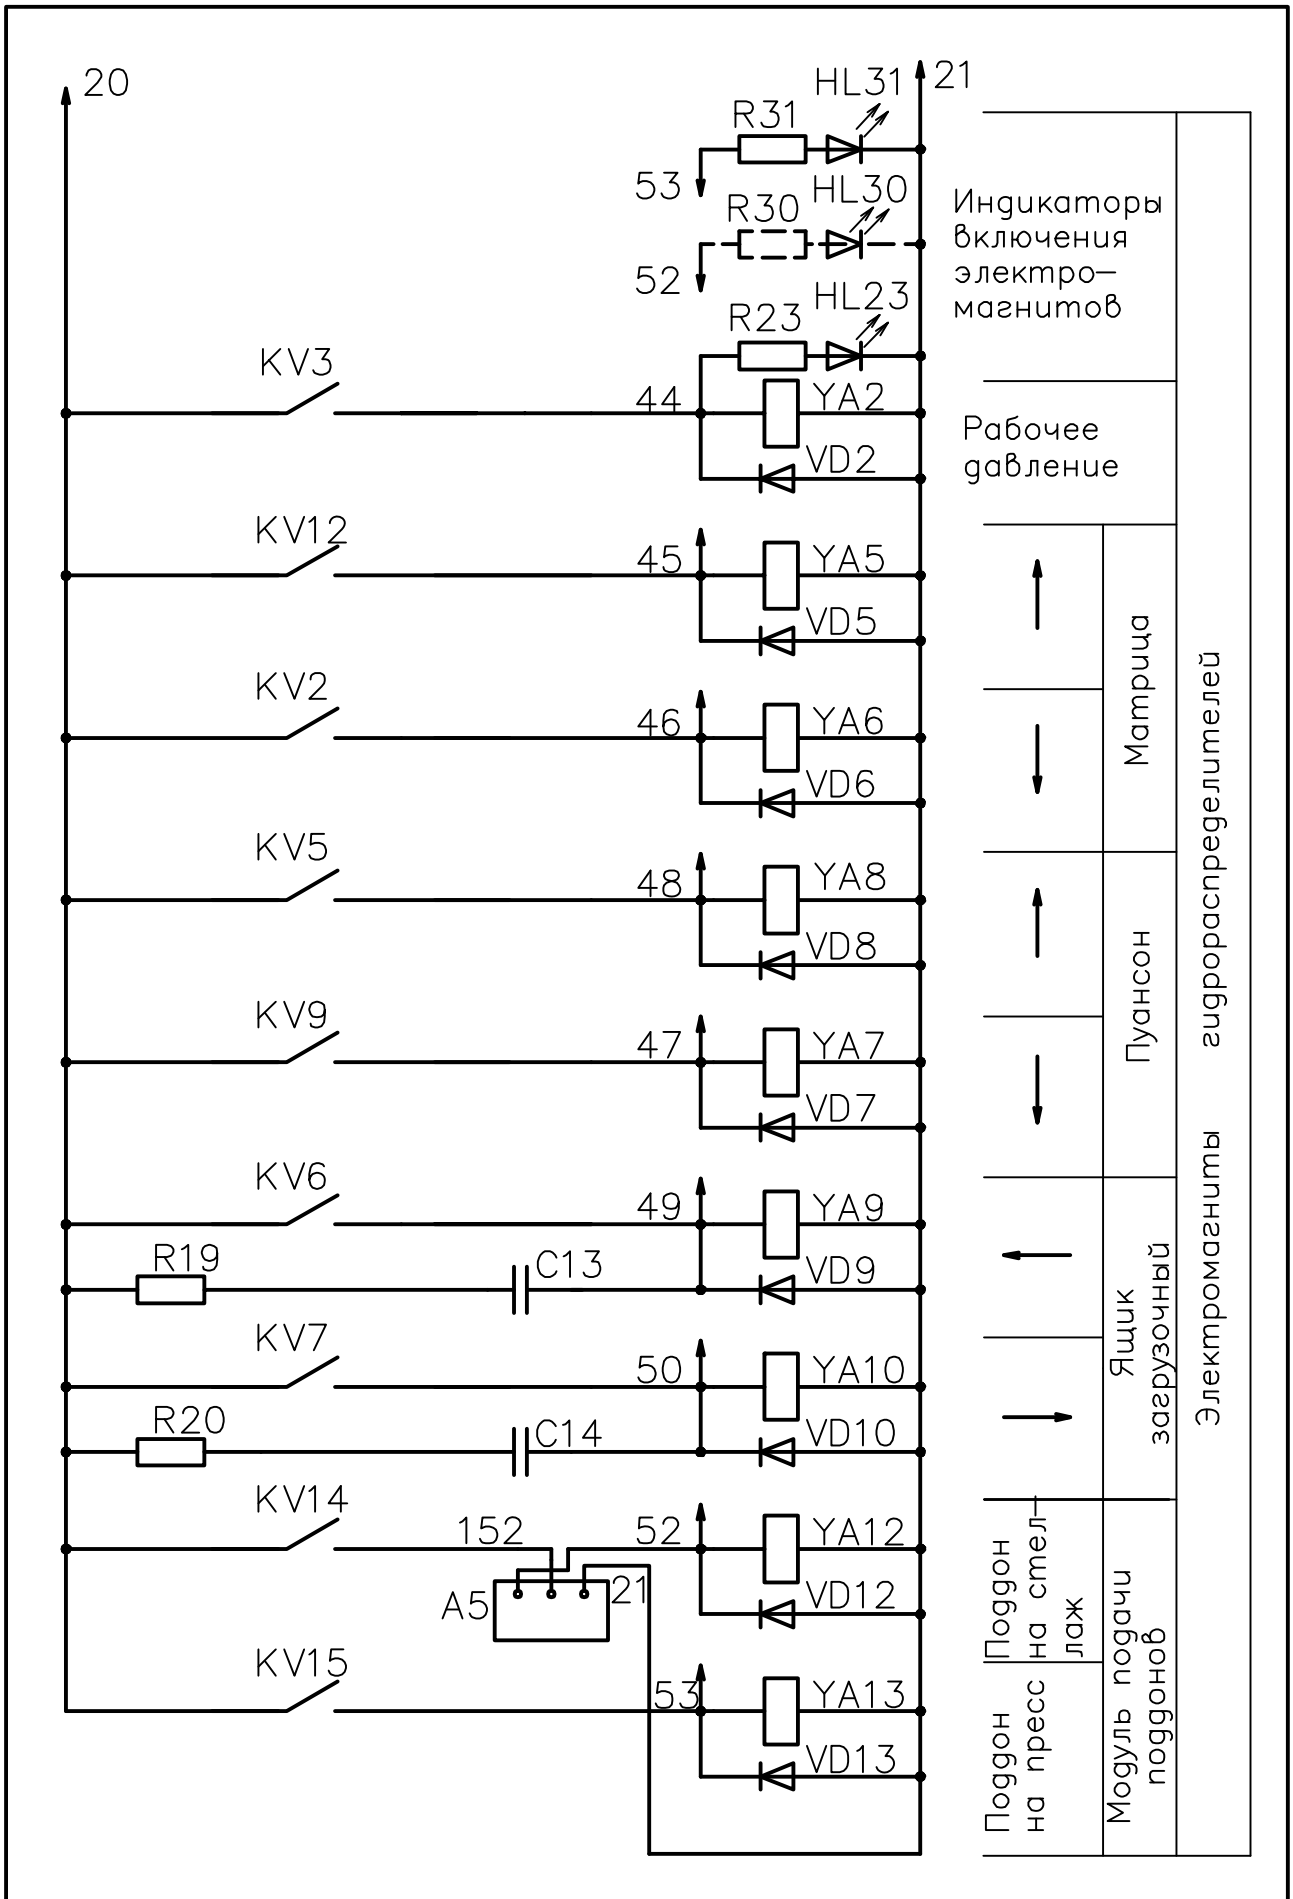 20
21
HL31
R31
53
HL30
R30
52
HL23
R23
Индикаторы
включения
электро–
магнитов
KV3
44
YA2
VD2
Рабочее
давление
KV12
45
YA5
VD5
KV2
46
YA6
VD6
Матрица
KV5
48
YA8
VD8
KV9
47
YA7
VD7
Пуансон
KV6
49
YA9
R19
C13
VD9
KV7
50
YA10
R20
C14
VD10
Ящик
загрузочный
KV14
152
52
YA12
A5
21
VD12
Поддон
на стел–
лаж
KV15
53
YA13
VD13
Поддон
на пресс
Модуль подачи
поддонов
Электромагниты гидрораспределителей